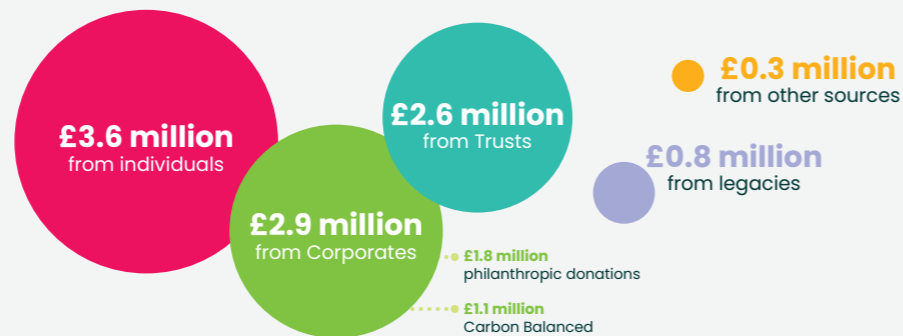 £3.6 million
from individuals
£2.9 million
from Corporates
£1.8 million
philanthropic donations
£1.1 million
Carbon Balanced
£2.6 million
from Trusts
£0.3 million
from other sources
£0.8 million
from legacies